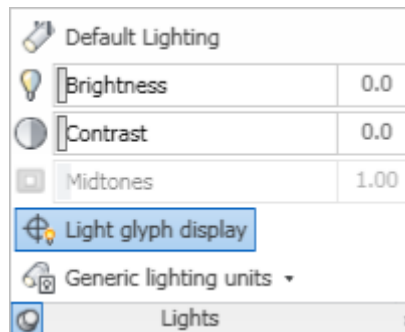 Default Lighting
Brightness 0.0
Contrast 0.0
Midtones 1.00
Light glyph display
Generic lighting units
Lights